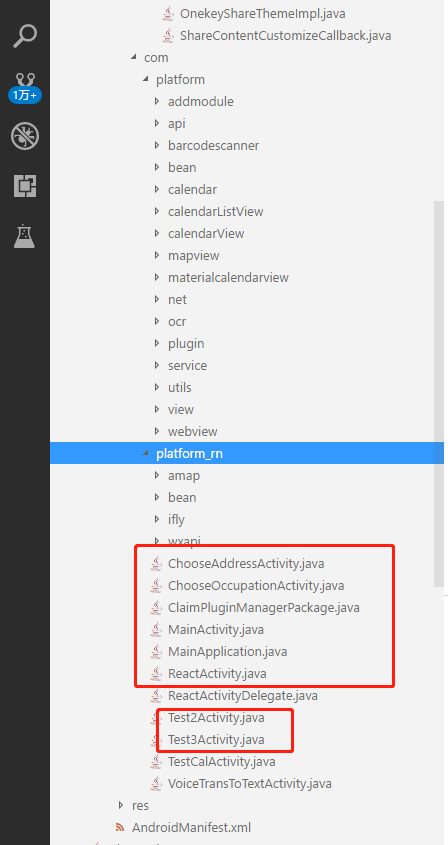 OnekeyShareThemeImpl.java
ShareContentCustomizeCallback.java
com
platform
addmodule
1万+
api
barcodescanner
bean
calendar
calendarListView
calendarView
mapview
materialcalendarview
net
ocr
plugin
service
utils
view
webview
platform_rn
amap
bean
ifly
wxapi
ChooseAddressActivity.java
ChooseOccupationActivity.java
ClaimPluginManagerPackage.java
MainActivity.java
MainApplication.java
ReactActivity.java
ReactActivityDelegate.java
Test2Activity.java
Test3Activity.java
TestCalActivity.java
VoiceTransToTextActivity.java
res
AndroidManifest.xml